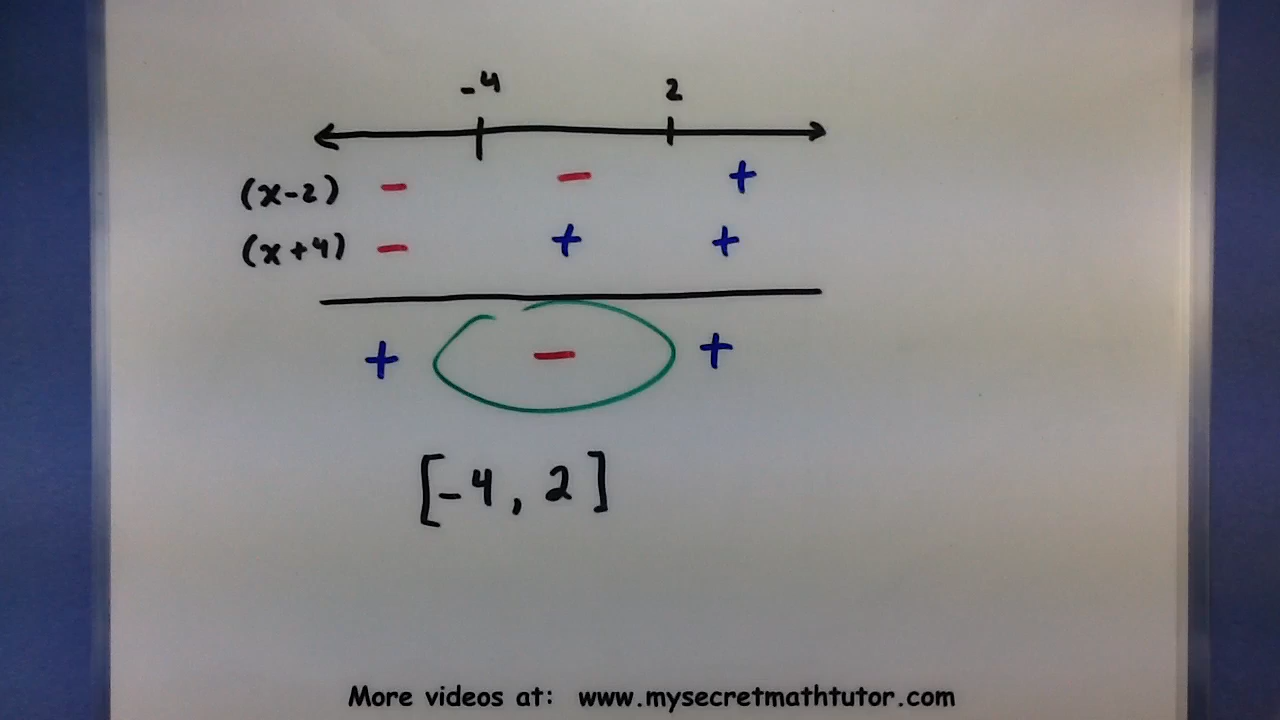 -4 2
(x-2) - - +
(x+4) - + +
+ - +
[-4, 2]
More videos at: www.mysecretmathtutor.com